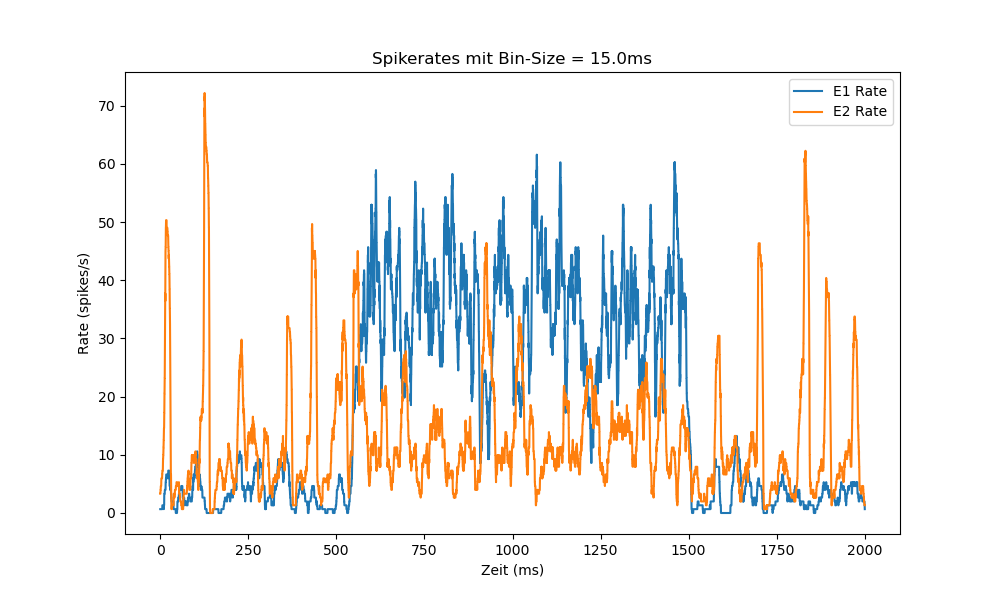 Spikerates mit Bin-Size = 15.0ms
E1 Rate
E2 Rate
Rate (spikes/s)
70
60
50
40
30
20
10
0
0 250 500 750 1000 1250 1500 1750 2000
Zeit (ms)